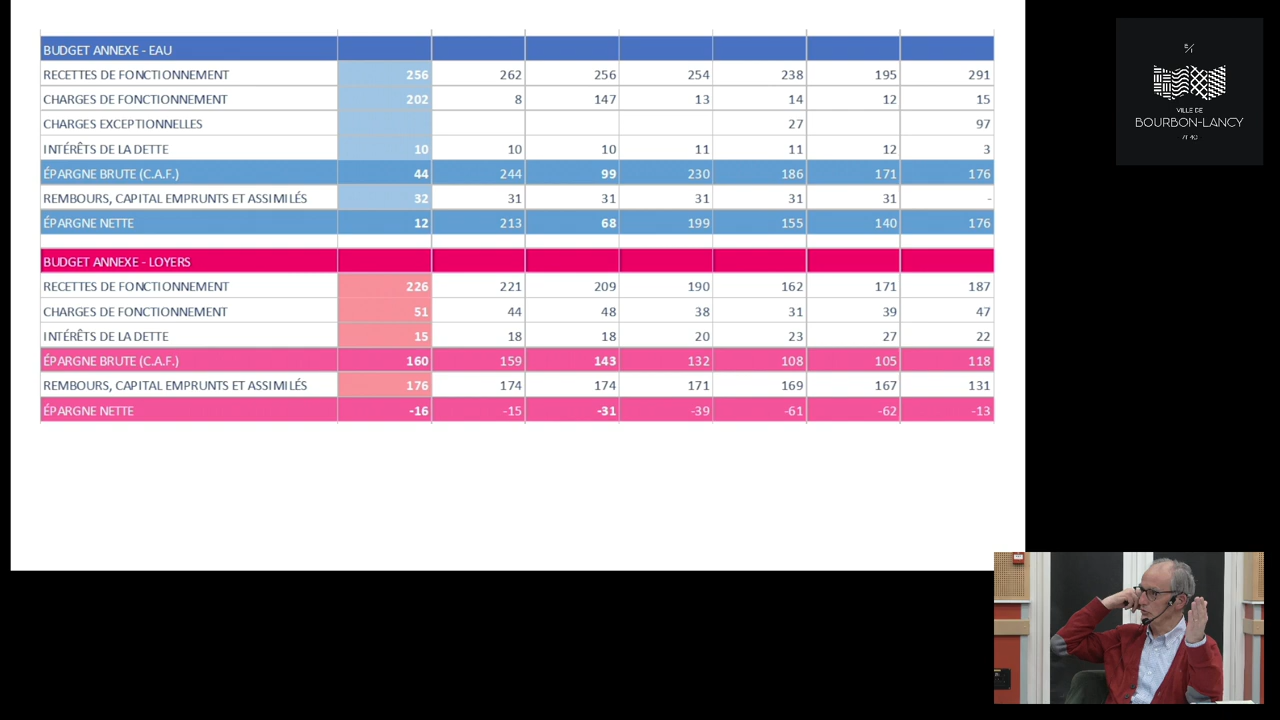 BUDGET ANNEXE - EAU
RECETTES DE FONCTIONNEMENT 256 262 256 254 238 195 291
CHARGES DE FONCTIONNEMENT 202 8 147 13 14 12 15
CHARGES EXCEPTIONNELLES 27 97
INTÉRÊTS DE LA DETTE 10 10 10 11 11 12 3
ÉPARGNE BRUTE (C.A.F.) 44 244 99 230 186 171 176
REMBOURS, CAPITAL EMPRUNTS ET ASSIMILÉS 32 31 31 31 31 31 -
ÉPARGNE NETTE 12 213 68 199 155 140 176
BUDGET ANNEXE - LOYERS
RECETTES DE FONCTIONNEMENT 226 221 209 190 162 171 187
CHARGES DE FONCTIONNEMENT 51 44 48 38 31 39 47
INTÉRÊTS DE LA DETTE 15 18 18 20 23 27 22
ÉPARGNE BRUTE (C.A.F.) 160 159 143 132 108 105 118
REMBOURS, CAPITAL EMPRUNTS ET ASSIMILÉS 176 174 174 171 169 167 131
ÉPARGNE NETTE -16 -15 -31 -39 -61 -62 -13
VILLE DE
BOURBON-LANCY